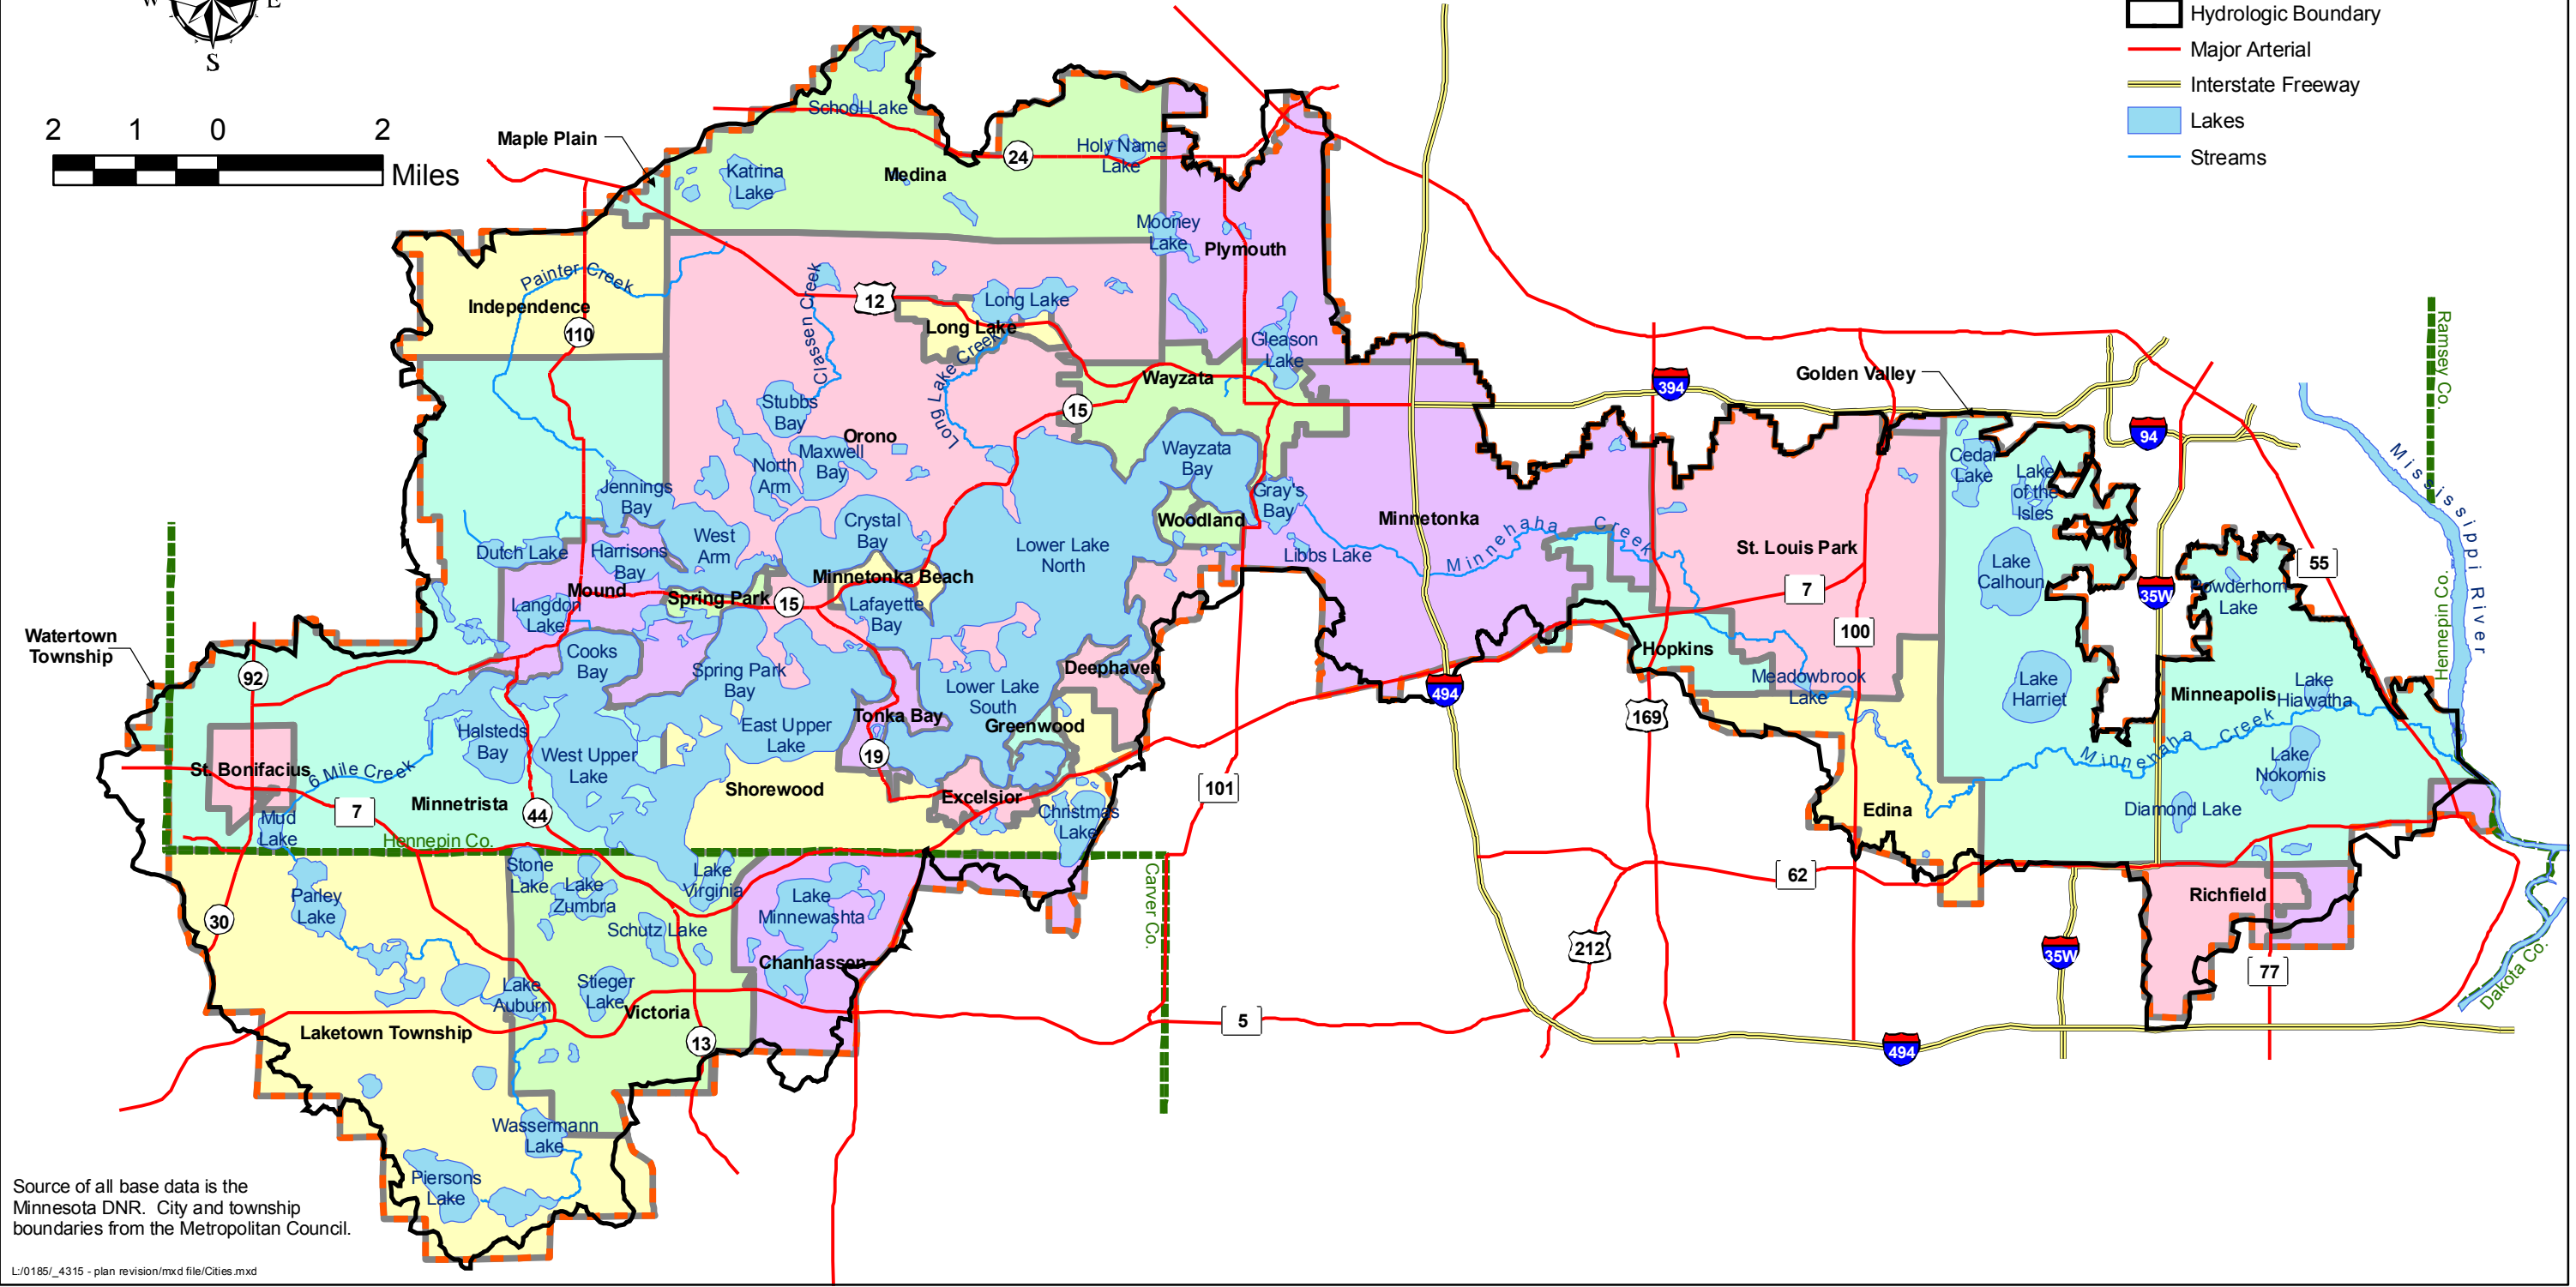 W
E
S
2 1 0 2
Miles
Hydrologic Boundary
Major Arterial
Interstate Freeway
Lakes
Streams
Maple Plain
School Lake
24
Holy Name
Lake
Katrina
Lake
Medina
Mooney
Lake
Plymouth
Painter Creek
Independence
110
Classen Creek
12
Long Lake
Long Lake
Long Lake Creek
Gleason
Lake
Wayzata
15
Stubbs
Bay
Orono
Maxwell
Bay
North
Arm
Wayzata
Bay
Jennings
Bay
Gray's
Bay
Woodland
Crystal
Bay
West
Arm
Lower Lake
North
Dutch Lake
Harrisons
Bay
Libbs Lake
Minnetonka
Minnehaha Creek
394
Golden Valley
94
Cedar
Lake
Lake
of the
Isles
Mississippi River
Ramsey Co.
Hennepin Co.
St. Louis Park
7
100
Lake
Calhoun
35W
Powderhorn
Lake
55
Mound
Langdon
Lake
Spring Park
15
Minnetonka Beach
Lafayette
Bay
Cooks
Bay
Spring Park
Bay
Deephaven
Lower Lake
South
Hopkins
Meadowbrook
Lake
Lake
Harriet
Minneapolis
Lake
Hiawatha
Minnehaha Creek
Lake
Nokomis
Diamond Lake
Watertown
Township
92
Halsteds
Bay
West Upper
Lake
East Upper
Lake
Tonka Bay
Greenwood
19
494
169
101
St. Bonifacius
6 Mile Creek
7
Minnetrista
44
Shorewood
Excelsior
Christmas
Lake
Edina
Mud
Lake
Hennepin Co.
Carver Co.
62
Richfield
Parley
Lake
Stone
Lake
Lake
Zumbra
Lake
Virginia
Lake
Minnewashta
Schutz Lake
30
Chanhassen
212
35W
77
Dakota Co.
Lake
Auburn
Stieger
Lake
Victoria
Laketown Township
13
5
494
Wassermann
Lake
Piersons
Lake
Source of all base data is the
Minnesota DNR. City and township
boundaries from the Metropolitan Council.
L:/0185/_4315 - plan revision/mxd file/Cities.mxd